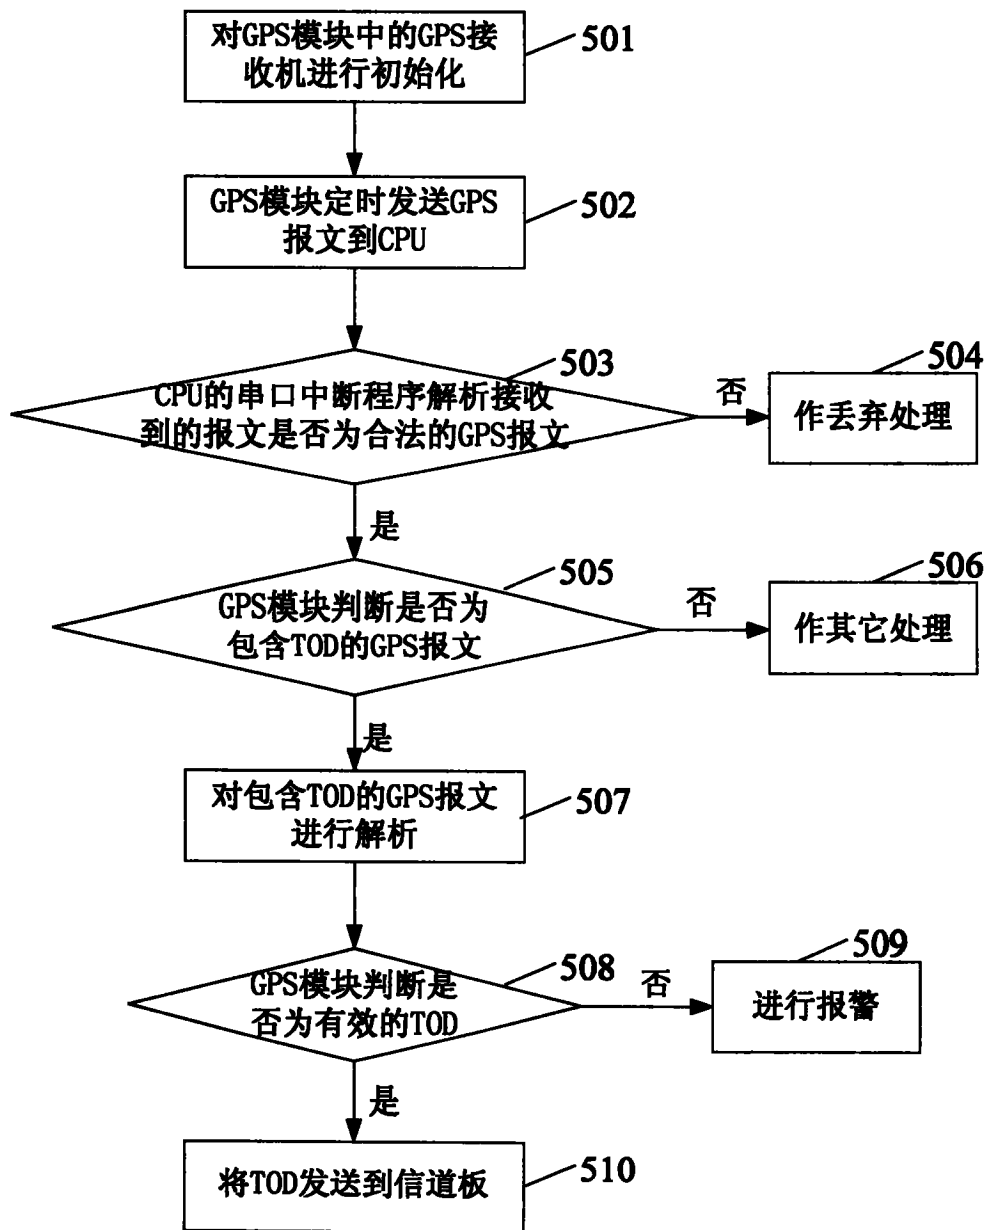 对GPS模块中的GPS接
收机进行初始化
501
GPS模块定时发送GPS
报文到CPU
502
503
CPU的串口中断程序解析接收
到的报文是否为合法的GPS报文
否
504
作丢弃处理
是
505
GPS模块判断是否为
包含TOD的GPS报文
否
506
作其它处理
是
对包含TOD的GPS报文
进行解析
507
508
GPS模块判断是
否为有效的TOD
否
509
进行报警
是
将TOD发送到信道板
510